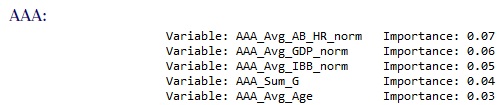 AAA:
Variable: AAA_Avg_AB_HR_norm Importance: 0.07
Variable: AAA_Avg_GDP_norm Importance: 0.06
Variable: AAA_Avg_IBB_norm Importance: 0.05
Variable: AAA_Sum_G Importance: 0.04
Variable: AAA_Avg_Age Importance: 0.03